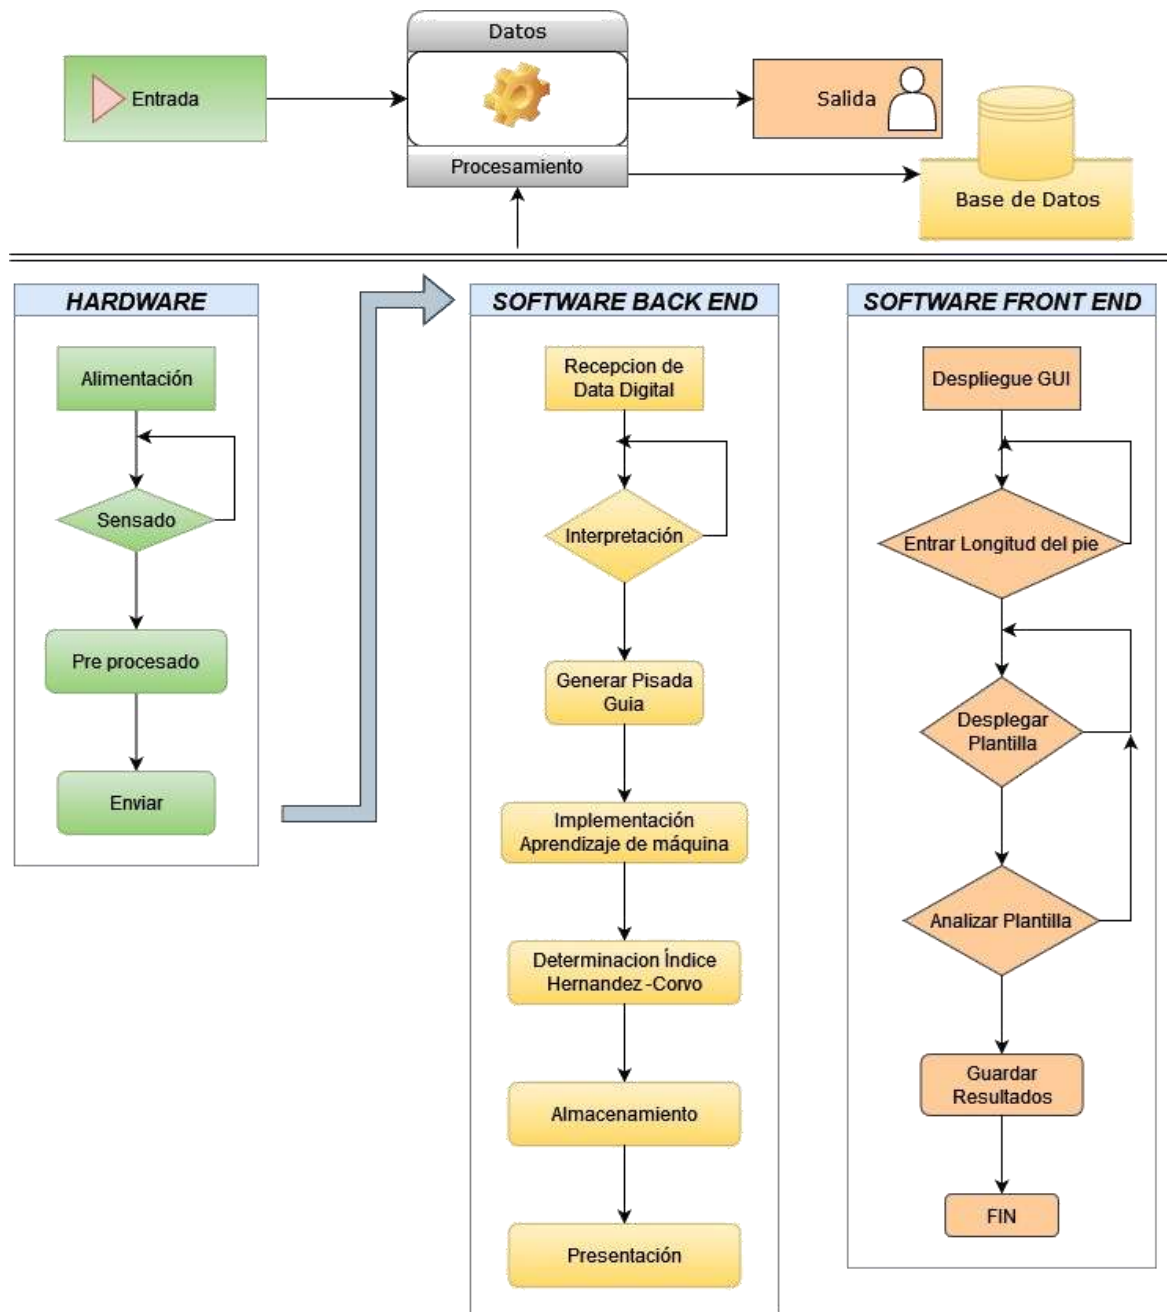 Datos
Entrada
Salida
Procesamiento
Base de Datos
HARDWARE
Alimentación
Sensado
Pre procesado
Enviar
SOFTWARE BACK END
Recepcion de
Data Digital
Interpretación
Generar Pisada
Guia
Implementación
Aprendizaje de máquina
Determinacion Índice
Hernandez -Corvo
Almacenamiento
Presentación
SOFTWARE FRONT END
Despliegue GUI
Entrar Longitud del pie
Desplegar
Plantilla
Analizar Plantilla
Guardar
Resultados
FIN